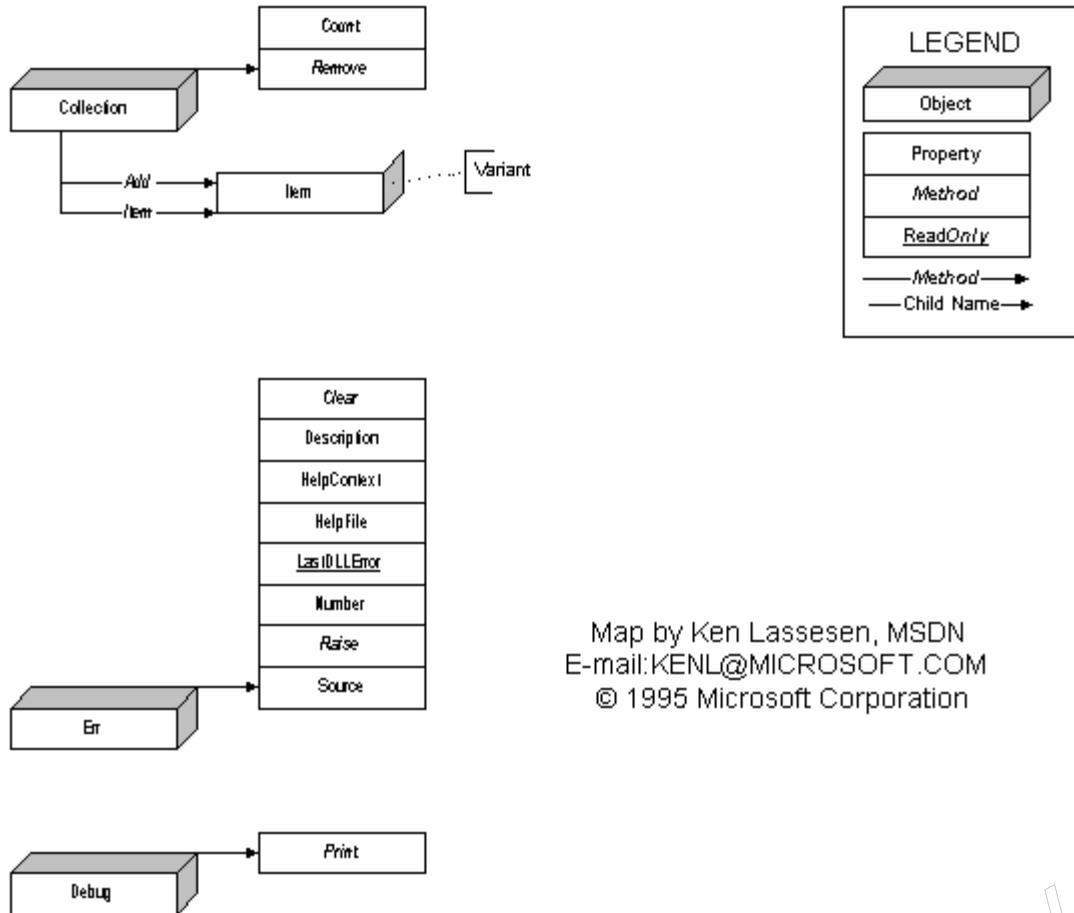 Count
Remove
Collection
Add
Item
Item
Variant
LEGEND
Object
Property
Method
ReadOnly
Method
Child Name
Clear
Description
HelpContext
HelpFile
LastDLLError
Number
Raise
Source
Err
Map by Ken Lassesen, MSDN
E-mail:KENL@MICROSOFT.COM
© 1995 Microsoft Corporation
Print
Debug